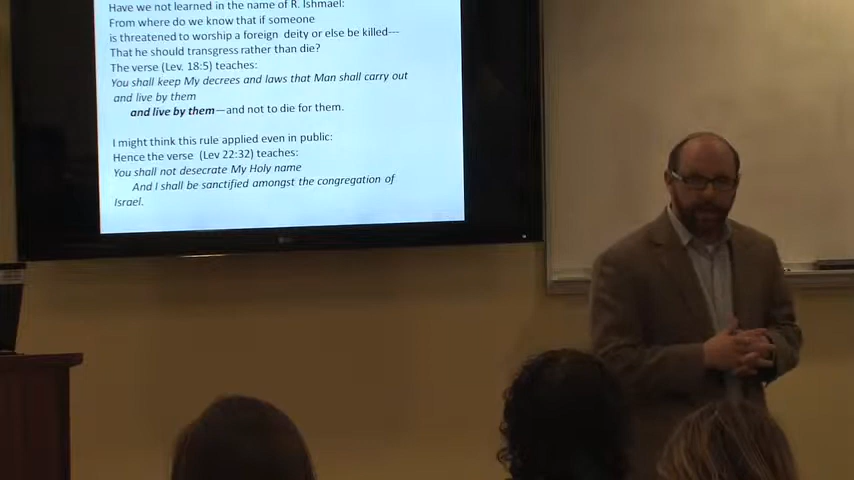 Have we not learned in the name of R. Ishmael:
From where do we know that if someone
is threatened to worship a foreign deity or else be killed---
That he should transgress rather than die?
The verse (Lev. 18:5) teaches:
You shall keep My decrees and laws that Man shall carry out
and live by them
and live by them—and not to die for them.
I might think this rule applied even in public:
Hence the verse (Lev 22:32) teaches:
You shall not desecrate My Holy name
And I shall be sanctified amongst the congregation of
Israel.